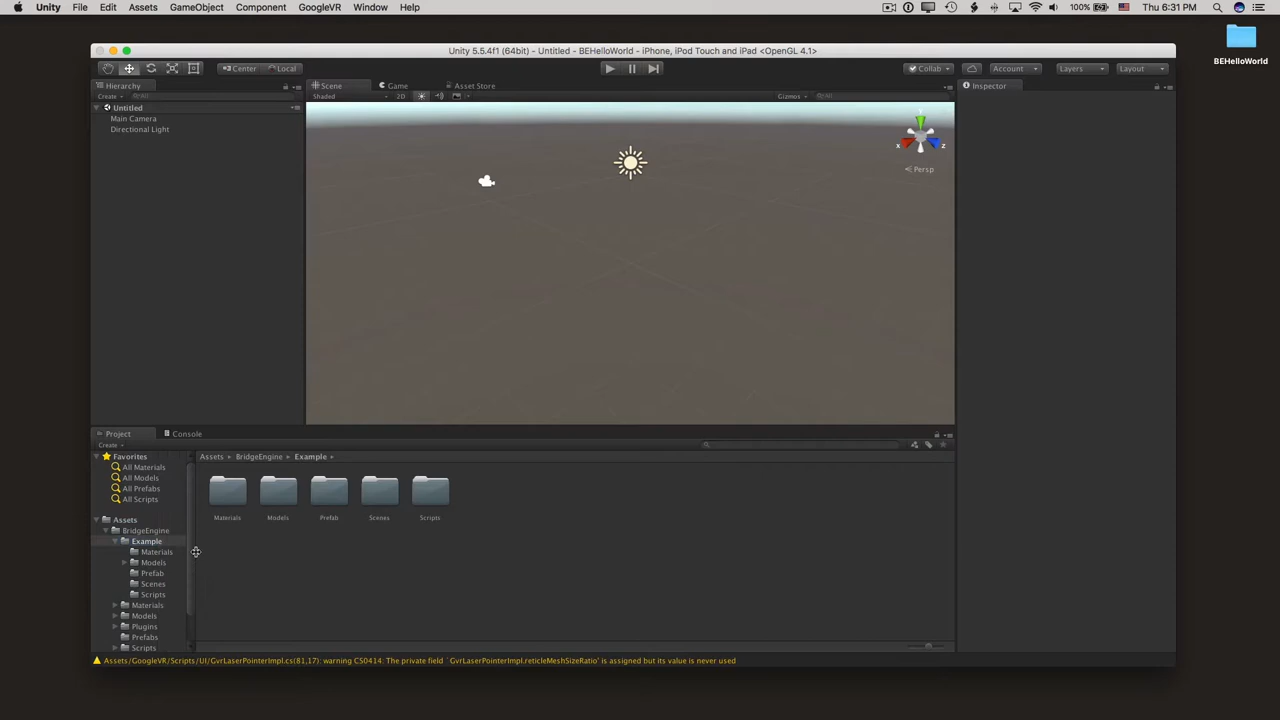 Unity File Edit Assets GameObject Component GoogleVR Window Help 100% Thu 6:31 PM
BEHelloWorld
Unity 5.5.4f1 (64bit) - Untitled - BEHelloWorld - iPhone, iPod Touch and iPad <OpenGL 4.1>
Center Local Collab Account Layers Layout
Hierarchy Scene Game Asset Store Inspector
Create All Shaded 2D Gizmos All
Untitled
Main Camera
Directional Light
y
x z
Persp
Project Console
Create
Favorites Assets BridgeEngine Example
All Materials
All Models
All Prefabs
All Scripts
Materials Models Prefab Scenes Scripts
Assets
BridgeEngine
Example
Materials
Models
Prefab
Scenes
Scripts
Materials
Models
Plugins
Prefabs
Scripts
Assets/GoogleVR/Scripts/UI/GvrLaserPointerImpl.cs(81,17): warning CS0414: The private field `GvrLaserPointerImpl.reticleMeshSizeRatio' is assigned but its value is never used